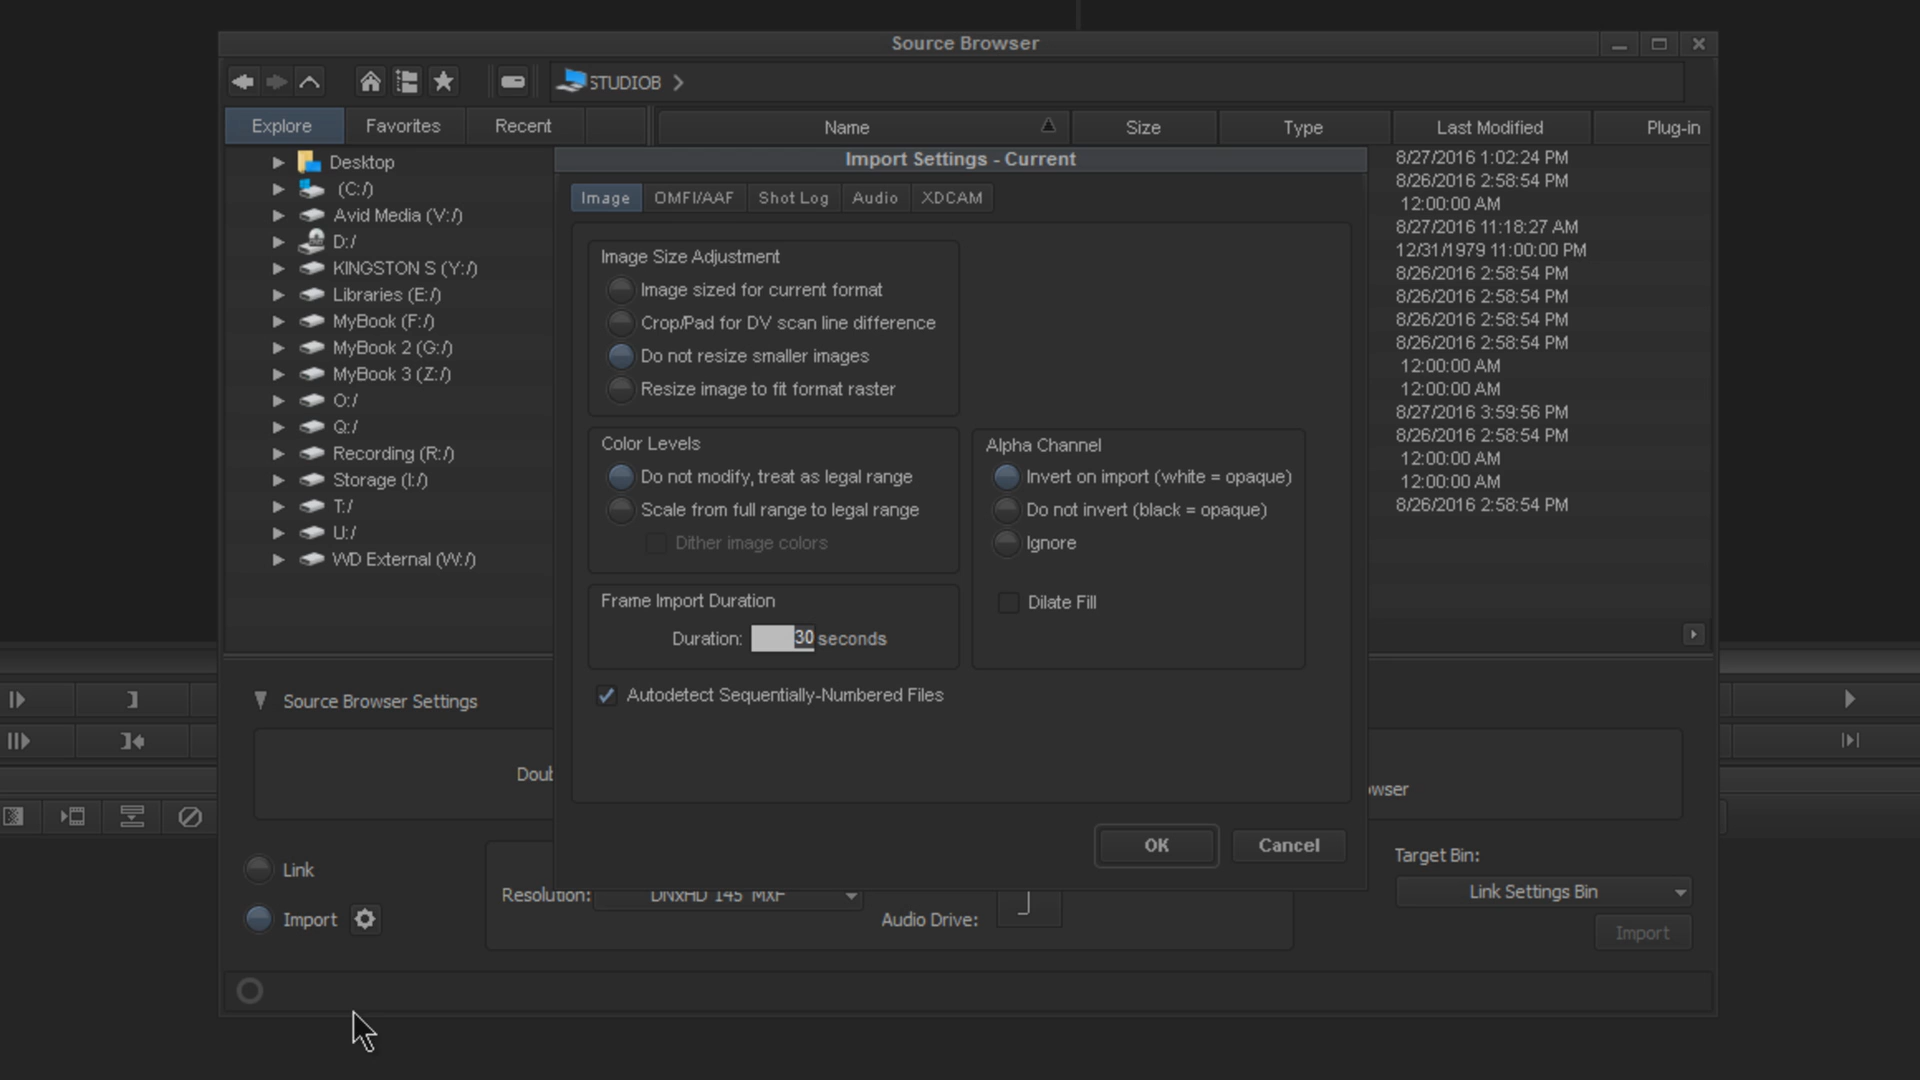 Source Browser
STUDIOB
Explore Favorites Recent Name Size Type Last Modified Plug-in
Desktop
(C:/)
Avid Media (V:/)
D:/
KINGSTON S (Y:/)
Libraries (E:/)
MyBook (F:/)
MyBook 2 (G:/)
MyBook 3 (Z:/)
O:/
Q:/
Recording (R:/)
Storage (I:/)
T:/
U:/
WD External (W:/)
Import Settings - Current
Image OMFI/AAF Shot Log Audio XDCAM
Image Size Adjustment
Image sized for current format
Crop/Pad for DV scan line difference
Do not resize smaller images
Resize image to fit format raster
Color Levels
Do not modify, treat as legal range
Scale from full range to legal range
Dither image colors
Alpha Channel
Invert on import (white = opaque)
Do not invert (black = opaque)
Ignore
Dilate Fill
Frame Import Duration
Duration: 30 seconds
Autodetect Sequentially-Numbered Files
OK Cancel
8/27/2016 1:02:24 PM
8/26/2016 2:58:54 PM
12:00:00 AM
8/27/2016 11:18:27 AM
12/31/1979 11:00:00 PM
8/26/2016 2:58:54 PM
8/26/2016 2:58:54 PM
8/26/2016 2:58:54 PM
8/26/2016 2:58:54 PM
12:00:00 AM
12:00:00 AM
8/27/2016 3:59:56 PM
8/26/2016 2:58:54 PM
12:00:00 AM
12:00:00 AM
8/26/2016 2:58:54 PM
Source Browser Settings
Doub
owser
Link
Import
Resolution: DNxHD 145 MXF
Audio Drive:
Target Bin:
Link Settings Bin
Import